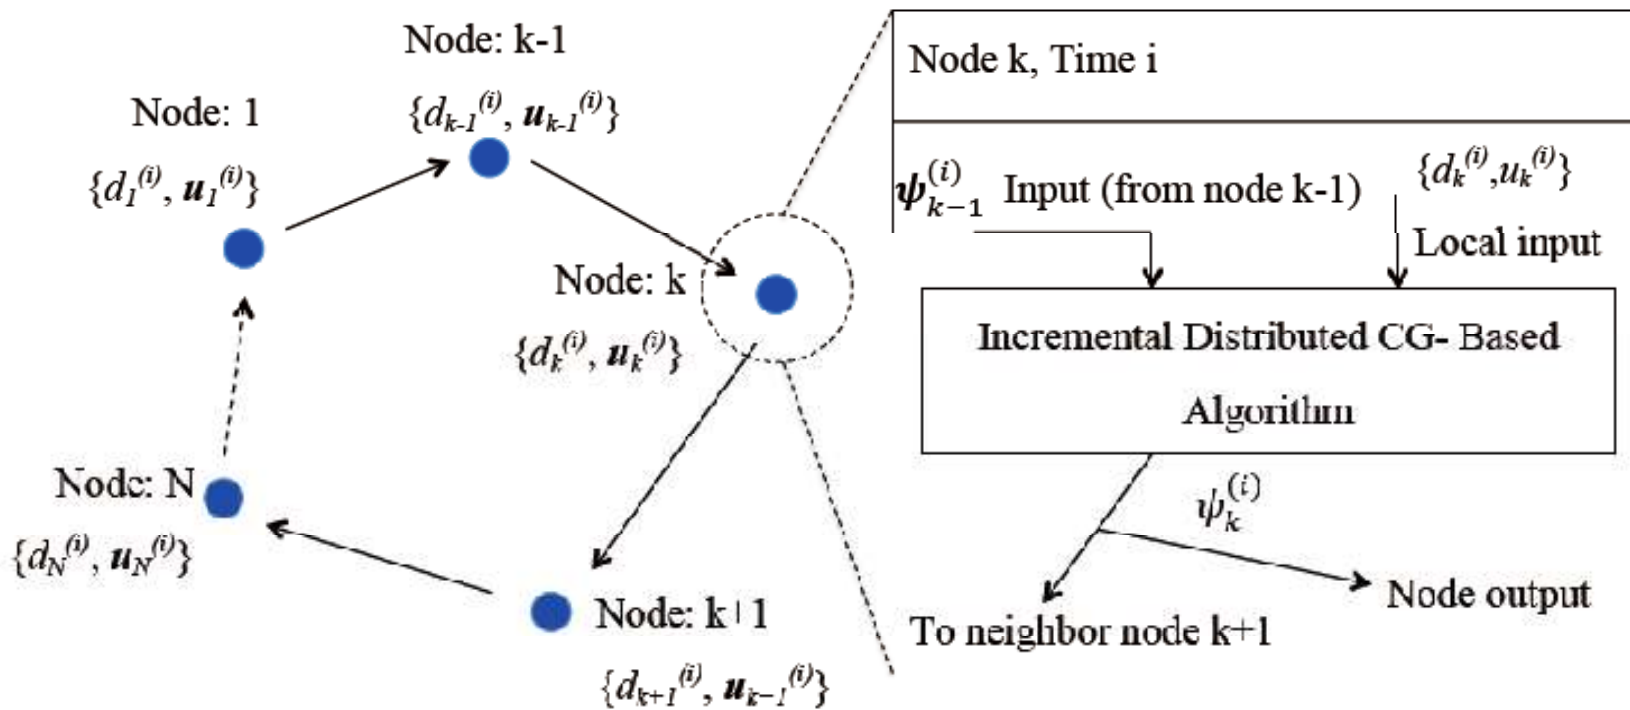 Node: k-1
{d_{k-1}^{(i)}, u_{k-1}^{(i)}}
Node: 1
{d_1^{(i)}, u_1^{(i)}}
Node: k
{d_k^{(i)}, u_k^{(i)}}
Node: N
{d_N^{(i)}, u_N^{(i)}}
Node: k+1
{d_{k+1}^{(i)}, u_{k-1}^{(i)}}
Node k, Time i
ψ_{k-1}^{(i)} Input (from node k-1)
{d_k^{(i)},u_k^{(i)}}
Local input
Incremental Distributed CG- Based
Algorithm
ψ_k^{(i)}
Node output
To neighbor node k+1